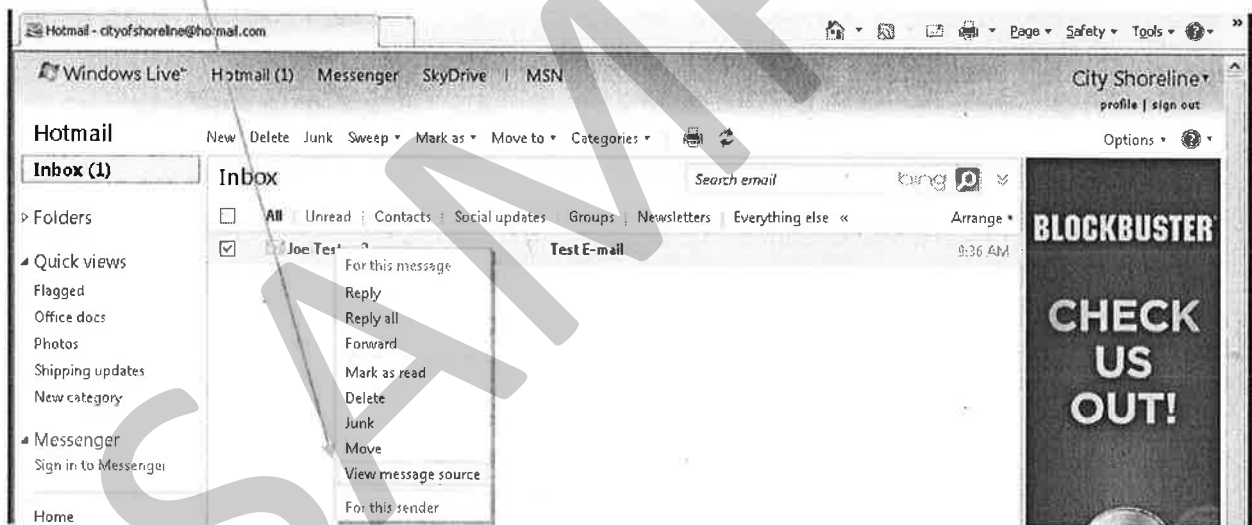 Hotmail - cityofshoreline@hotmail.com
Page Safety Tools »
Windows Live™ Hotmail (1) Messenger SkyDrive | MSN City Shoreline
profile | sign out
Hotmail New Delete Junk Sweep Mark as Move to Categories Options
Inbox (1) Inbox Search email bing
Folders All Unread Contacts Social updates Groups Newsletters Everything else « Arrange
Joe Test Test E-mail 9:36 AM
Quick views
Flagged
Office docs
Photos
Shipping updates
New category
Messenger
Sign in to Messenger
Home
For this message
Reply
Reply all
Forward
Mark as read
Delete
Junk
Move
View message source
For this sender
BLOCKBUSTER
CHECK
US
OUT!
SAMP